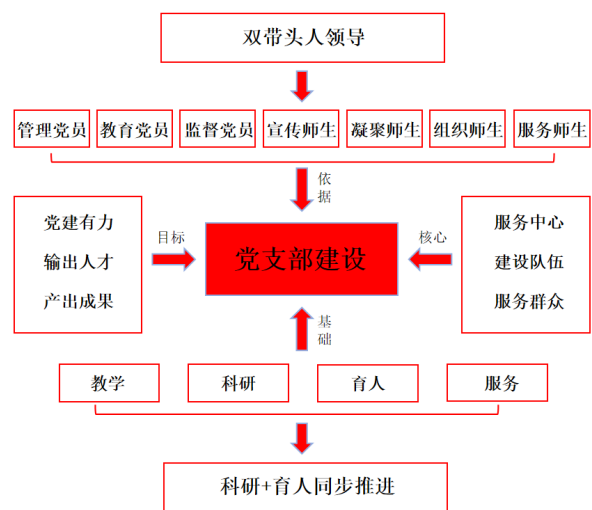 双带头人领导
管理党员 教育党员 监督党员 宣传师生 凝聚师生 组织师生 服务师生
依据
党建有力
输出人才
产出成果
目标
党支部建设
核心
服务中心
建设队伍
服务群众
基础
教学 科研 育人 服务
科研+育人同步推进